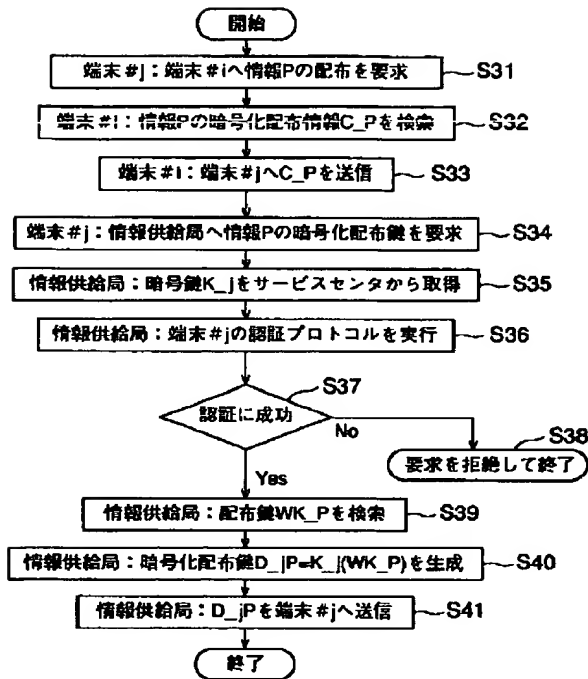 開始
端末#j:端末#iへ情報Pの配布を要求
S31
端末#i:情報Pの暗号化配布情報C_Pを検索
S32
端末#i:端末#jへC_Pを送信
S33
端末#j:情報供給局へ情報Pの暗号化配布鍵を要求
S34
情報供給局:暗号鍵K_jをサービスセンタから取得
S35
情報供給局:端末#jの認証プロトコルを実行
S36
S37
認証に成功
No
S38
要求を拒絶して終了
Yes
情報供給局:配布鍵WK_Pを検索
S39
情報供給局:暗号化配布鍵D_jP=K_j(WK_P)を生成
S40
情報供給局:D_jPを端末#jへ送信
S41
終了